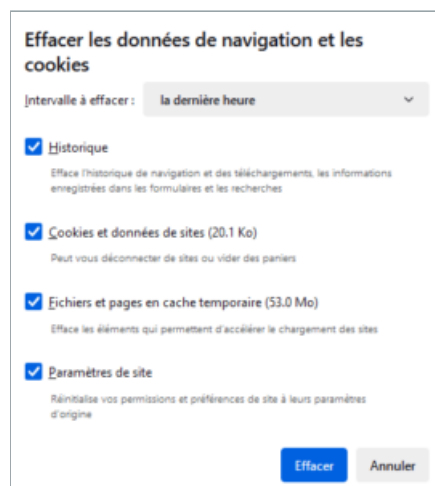 Effacer les données de navigation et les
cookies
Intervalle à effacer : la dernière heure
Historique
Efface l'historique de navigation et des téléchargements, les informations
enregistrées dans les formulaires et les recherches
Cookies et données de sites (20.1 Ko)
Peut vous déconnecter de sites ou vider des paniers
Fichiers et pages en cache temporaire (53.0 Mo)
Efface les éléments qui permettent d'accélérer le chargement des sites
Paramètres de site
Réinitialise vos permissions et préférences de site à leurs paramètres
d'origine
Effacer Annuler